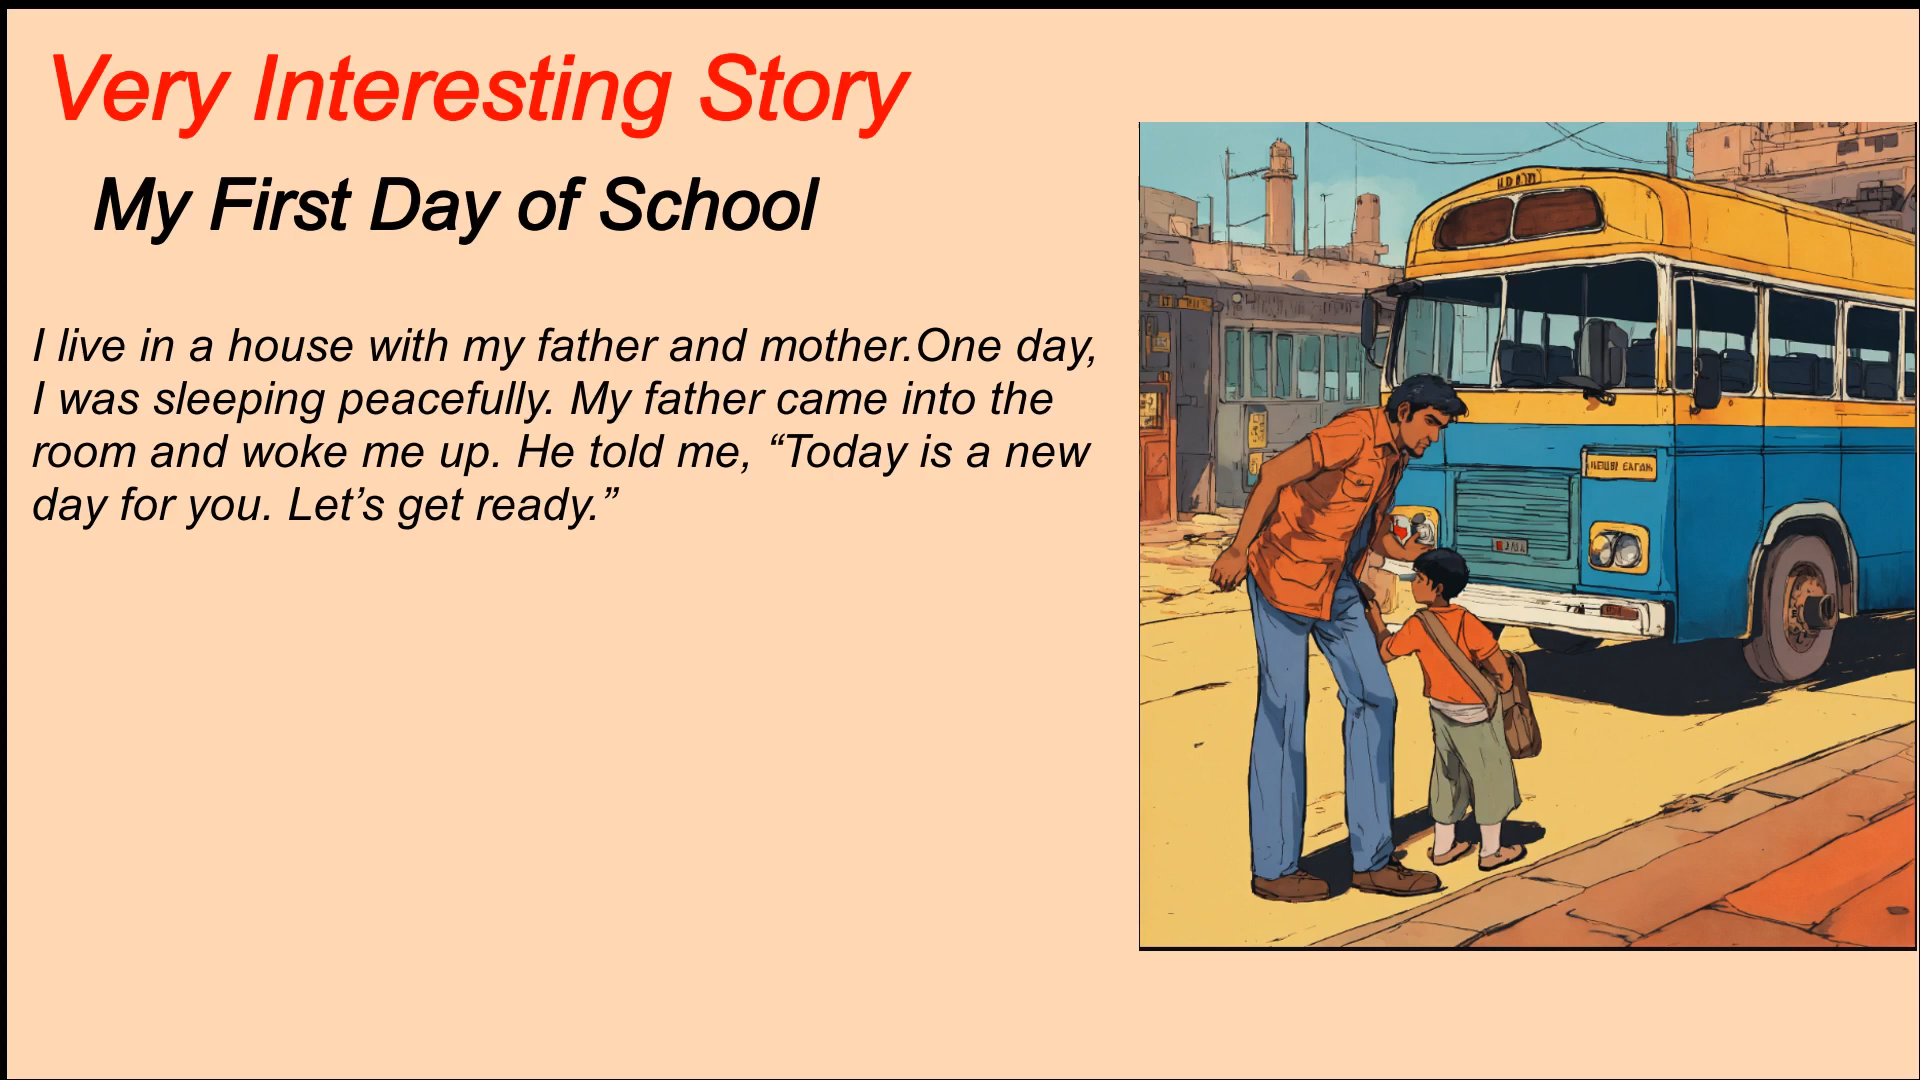 Very Interesting Story
My First Day of School
I live in a house with my father and mother.One day,
I was sleeping peacefully. My father came into the
room and woke me up. He told me, “Today is a new
day for you. Let’s get ready.”